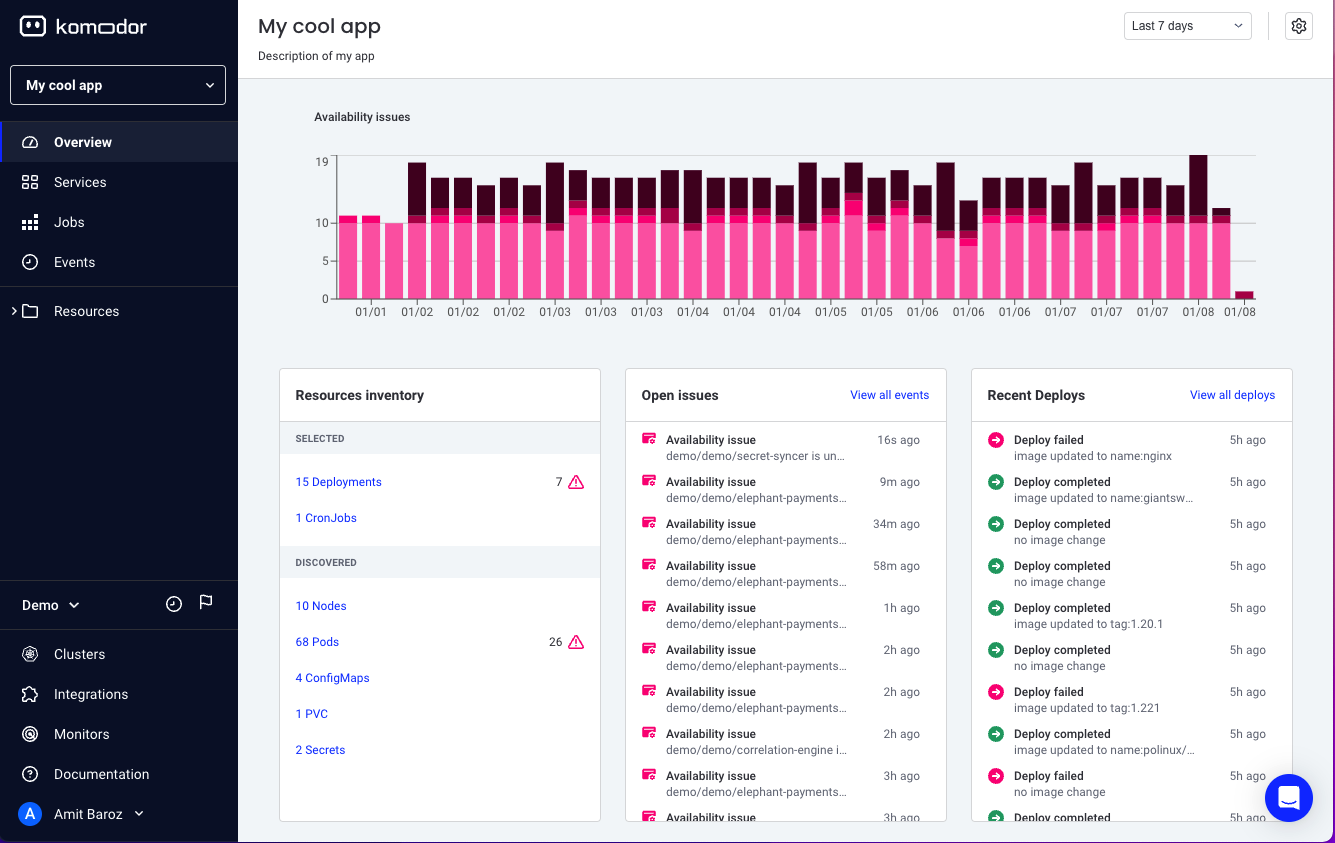 komodor
My cool app
Overview
Services
Jobs
Events
Resources
Demo
Clusters
Integrations
Monitors
Documentation
A Amit Baroz
My cool app
Last 7 days
Description of my app
Availability issues
19
10
5
0
01/01 01/02 01/02 01/02 01/03 01/03 01/03 01/04 01/04 01/04 01/05 01/05 01/06 01/06 01/06 01/07 01/07 01/07 01/08 01/08
Resources inventory
SELECTED
15 Deployments 7
1 CronJobs
DISCOVERED
10 Nodes
68 Pods 26
4 ConfigMaps
1 PVC
2 Secrets
Open issues View all events
Availability issue 16s ago
demo/demo/secret-syncer is un...
Availability issue 9m ago
demo/demo/elephant-payments...
Availability issue 34m ago
demo/demo/elephant-payments...
Availability issue 58m ago
demo/demo/elephant-payments...
Availability issue 1h ago
demo/demo/elephant-payments...
Availability issue 2h ago
demo/demo/elephant-payments...
Availability issue 2h ago
demo/demo/elephant-payments...
Availability issue 2h ago
demo/demo/correlation-engine i...
Availability issue 3h ago
demo/demo/elephant-payments...
Availability issue 3h ago
Recent Deploys View all deploys
Deploy failed 5h ago
image updated to name:nginx
Deploy completed 5h ago
image updated to name:giantsw...
Deploy completed 5h ago
no image change
Deploy completed 5h ago
no image change
Deploy completed 5h ago
image updated to tag:1.20.1
Deploy completed 5h ago
no image change
Deploy failed 5h ago
image updated to tag:1.221
Deploy completed 5h ago
image updated to name:polinux/...
Deploy failed 5h ago
no image change
Deploy completed 5h ago